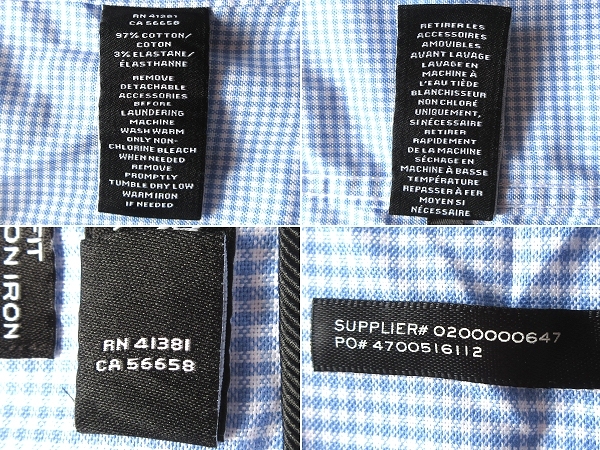 RN 41381
CA 56658
97% COTTON/
COTON
3% ELASTANE/
ÉLASTHANNE
REMOVE
DETACHABLE
ACCESSORIES
BEFORE
LAUNDERING
MACHINE
WASH WARM
ONLY NON-
CHLORINE BLEACH
WHEN NEEDED
REMOVE
PROMPTLY
TUMBLE DRY LOW
WARM IRON
IF NEEDED
RETIRER LES
ACCESSOIRES
AMOVIBLES
AVANT LAVAGE
LAVAGE EN
MACHINE À
L'EAU TIÈDE
BLANCHISSEUR
NON CHLORÉ
UNIQUEMENT,
SI NÉCESSAIRE
RETIRER
RAPIDEMENT
DE LA MACHINE
SÉCHAGE EN
MACHINE À BASSE
TEMPÉRATURE
REPASSER À FER
MOYEN SI
NÉCESSAIRE
ON IRON
RN 41381
CA 56658
SUPPLIER# 0200000647
PO# 4700516112